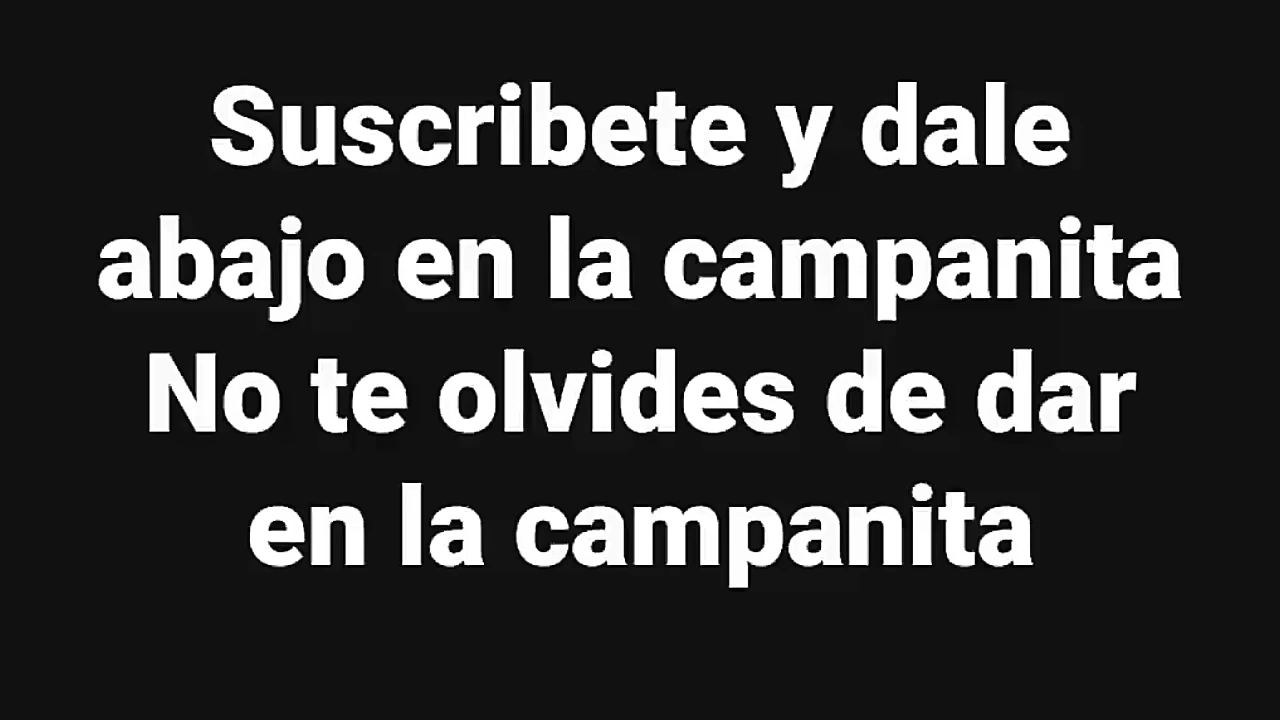 Suscribete y dale
abajo en la campanita
No te olvides de dar
en la campanita